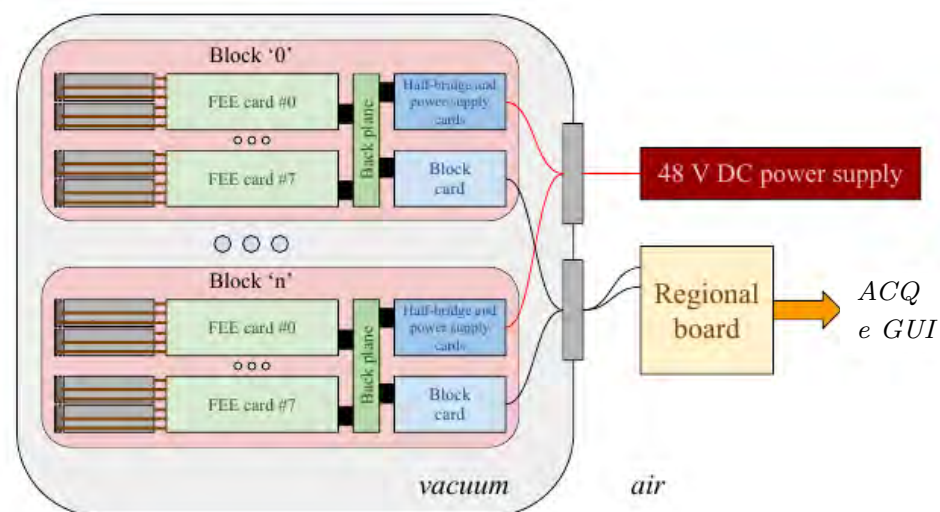 Block ‘0’
FEE card #0
FEE card #7
Back plane
Half-bridge and
power supply
cards
Block
card
48 V DC power supply
Block ‘n’
FEE card #0
FEE card #7
Back plane
Half-bridge and
power supply
cards
Block
card
Regional
board
ACQ
e GUI
vacuum
air